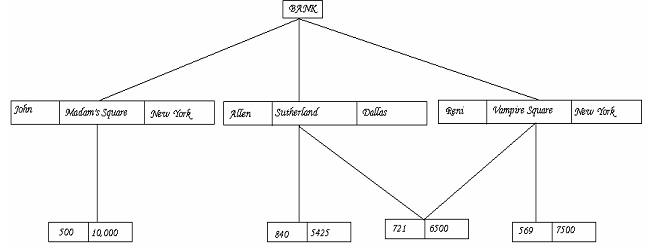 BANK
John Madam's Square New York
Allen Sutherland Dallas
Reni Vampire Square New York
500 10,000
840 5425
721 6500
569 7500